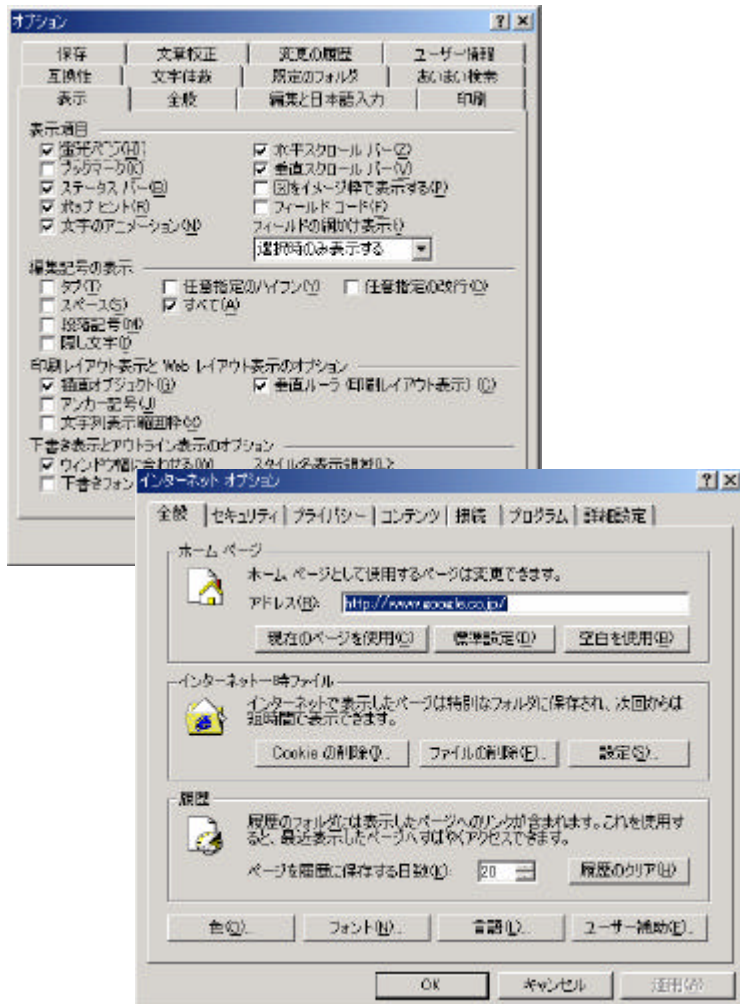 オプション
保存 文章校正 変更の履歴 ユーザー情報
互換性 文字体裁 既定のフォルダ あいまい検索
表示 全般 編集と日本語入力 印刷
表示項目
蛍光ペン(H) 水平スクロール バー(Z)
ブックマーク(K) 垂直スクロール バー(V)
ステータス バー(B) 図をイメージ枠で表示する(P)
ポップ ヒント(R) フィールド コード(F)
文字のアニメーション(N) フィールドの網かけ表示()
選択時のみ表示する
編集記号の表示
タブ(T) 任意指定のハイフン(Y) 任意指定の改行(O)
スペース(S) すべて(A)
段落記号(M)
隠し文字(I)
印刷レイアウト表示と Web レイアウト表示のオプション
描画オブジェクト(G) 垂直ルーラ (印刷レイアウト表示) (C)
アンカー記号(J)
文字列表示範囲枠(X)
下書き表示とアウトライン表示のオプション
ウィンドウ幅に合わせる(W) スタイル名表示領域(L)
下書きフォン
インターネット オプション
全般 セキュリティ プライバシー コンテンツ 接続 プログラム 詳細設定
ホーム ページ
ホーム ページとして使用するページは変更できます。
アドレス(R): http://www.google.co.jp/
現在のページを使用(C) 標準設定(D) 空白を使用(B)
インターネット一時ファイル
インターネットで表示したページは特別なフォルダに保存され、次回からは
短時間で表示できます。
Cookie の削除(I)... ファイルの削除(F)... 設定(S)...
履歴
履歴のフォルダには表示したページへのリンクが含まれます。これを使用す
ると、最近表示したページへすばやくアクセスできます。
ページを履歴に保存する日数(K): 20 履歴のクリア(H)
色(O)... フォント(N)... 言語(L)... ユーザー補助(E)...
OK キャンセル 適用(A)